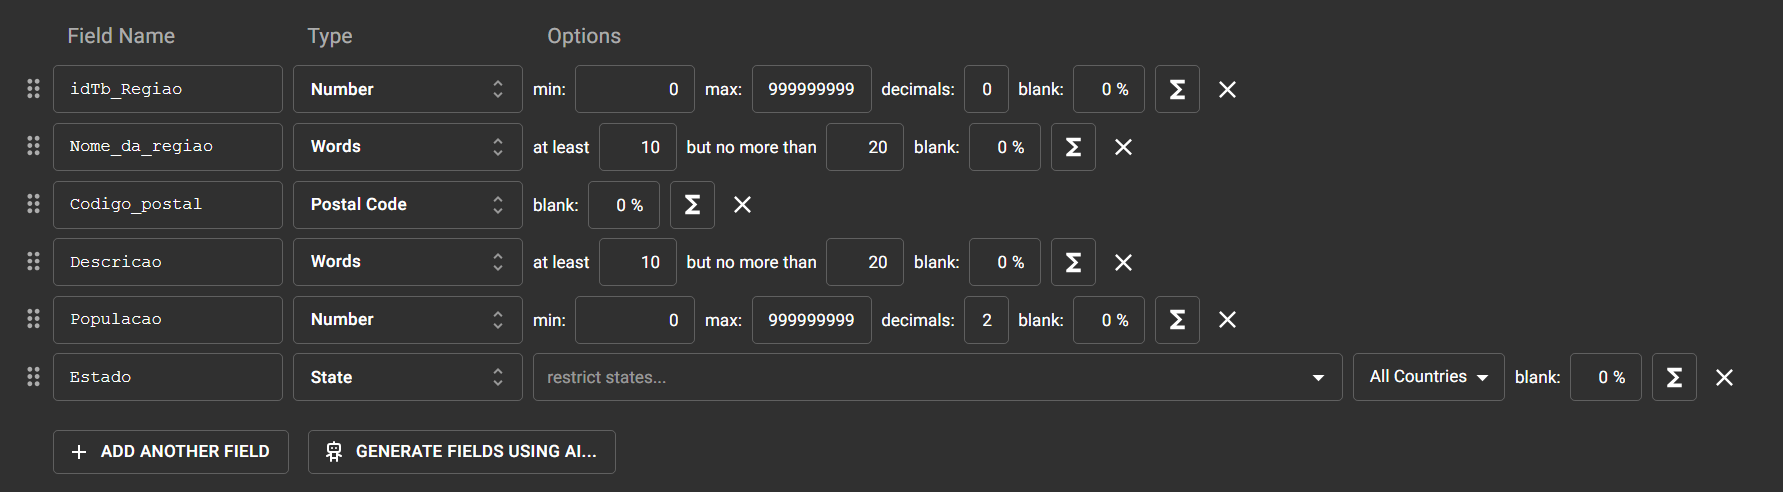 Field Name Type Options
idTb_Regiao Number min: 0 max: 999999999 decimals: 0 blank: 0 % Σ
Nome_da_regiao Words at least 10 but no more than 20 blank: 0 % Σ
Codigo_postal Postal Code blank: 0 % Σ
Descricao Words at least 10 but no more than 20 blank: 0 % Σ
Populacao Number min: 0 max: 999999999 decimals: 2 blank: 0 % Σ
Estado State restrict states... All Countries blank: 0 % Σ
+ ADD ANOTHER FIELD GENERATE FIELDS USING AI...